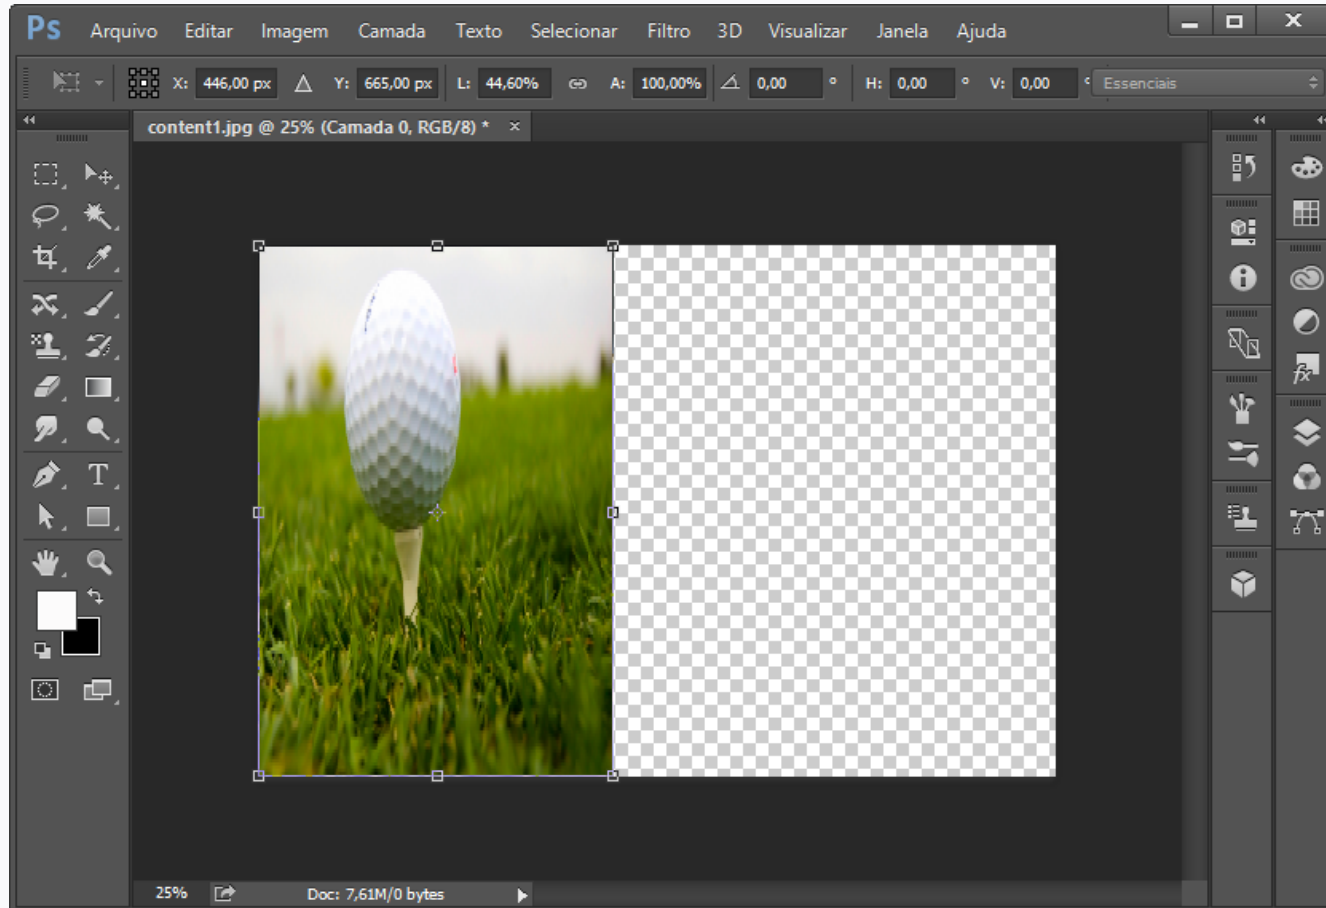 Ps Arquivo Editar Imagem Camada Texto Selecionar Filtro 3D Visualizar Janela Ajuda
X: 446,00 px Y: 665,00 px L: 44,60% A: 100,00% 0,00 ° H: 0,00 ° V: 0,00 ° Essenciais
content1.jpg @ 25% (Camada 0, RGB/8) * ×
T
fx
25% Doc: 7,61M/0 bytes